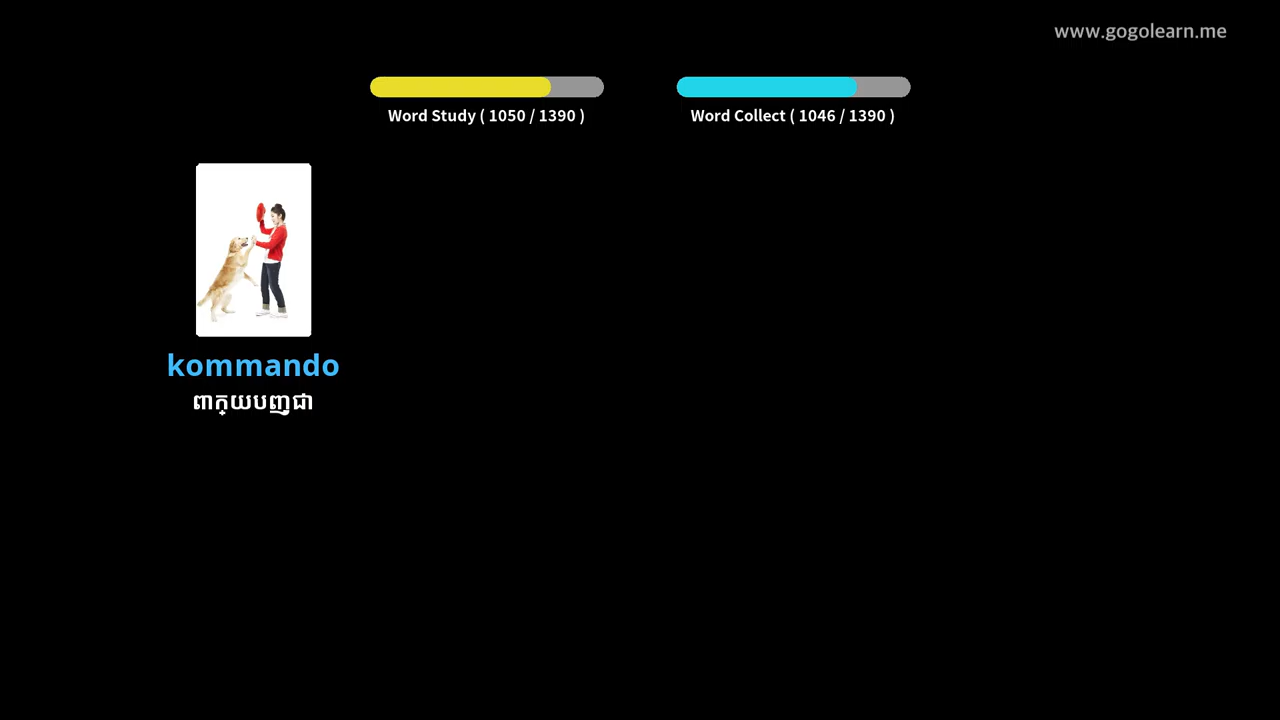 www.gogolearn.me
Word Study ( 1050 / 1390 )
Word Collect ( 1046 / 1390 )
kommando
ពាក្យបញ្ជា